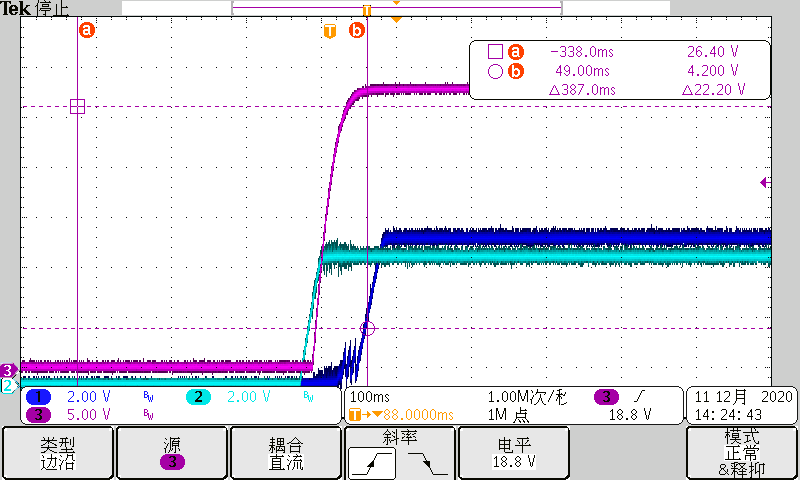 Tek 停止
T
a
T
b
a -338.0ms 26.40 V
b 49.00ms 4.200 V
△387.0ms △22.20 V
3
2
1 2.00 V BW 2 2.00 V BW
3 5.00 V BW
100ms
T→▼88.0000ms
1.00M次/秒
1M 点
3
18.8 V
11 12月 2020
14:24:43
类型
边沿
源
3
耦合
直流
斜率
电平
18.8 V
模式
正常
&释抑